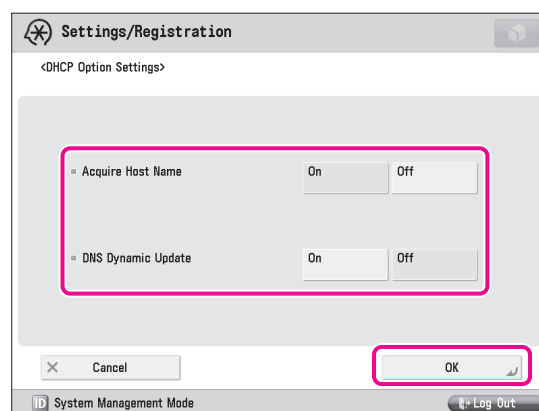 Settings/Registration
<DHCP Option Settings>
Acquire Host Name On Off
DNS Dynamic Update On Off
Cancel OK
ID System Management Mode Log Out